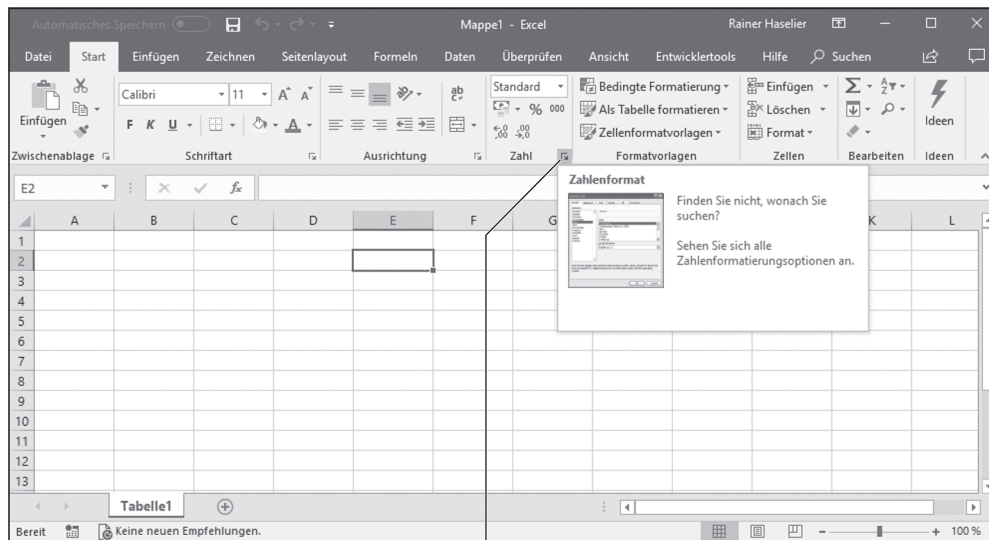 Automatisches Speichern
Mappe1 - Excel
Rainer Haselier
Datei Start Einfügen Zeichnen Seitenlayout Formeln Daten Überprüfen Ansicht Entwicklertools Hilfe Suchen
Einfügen
Zwischenablage
Calibri 11 A A
F K U A
Schriftart
ab
Ausrichtung
Standard
% 000
Zahl
Bedingte Formatierung
Als Tabelle formatieren
Zellenformatvorlagen
Formatvorlagen
Einfügen
Löschen
Format
Zellen
Bearbeiten
Ideen
Ideen
E2 fx
Zahlenformat
Finden Sie nicht, wonach Sie
suchen?
Sehen Sie sich alle
Zahlenformatierungsoptionen an.
A B C D E F G K L
1
2
3
4
5
6
7
8
9
10
11
12
13
Tabelle1
Bereit Keine neuen Empfehlungen. 100 %